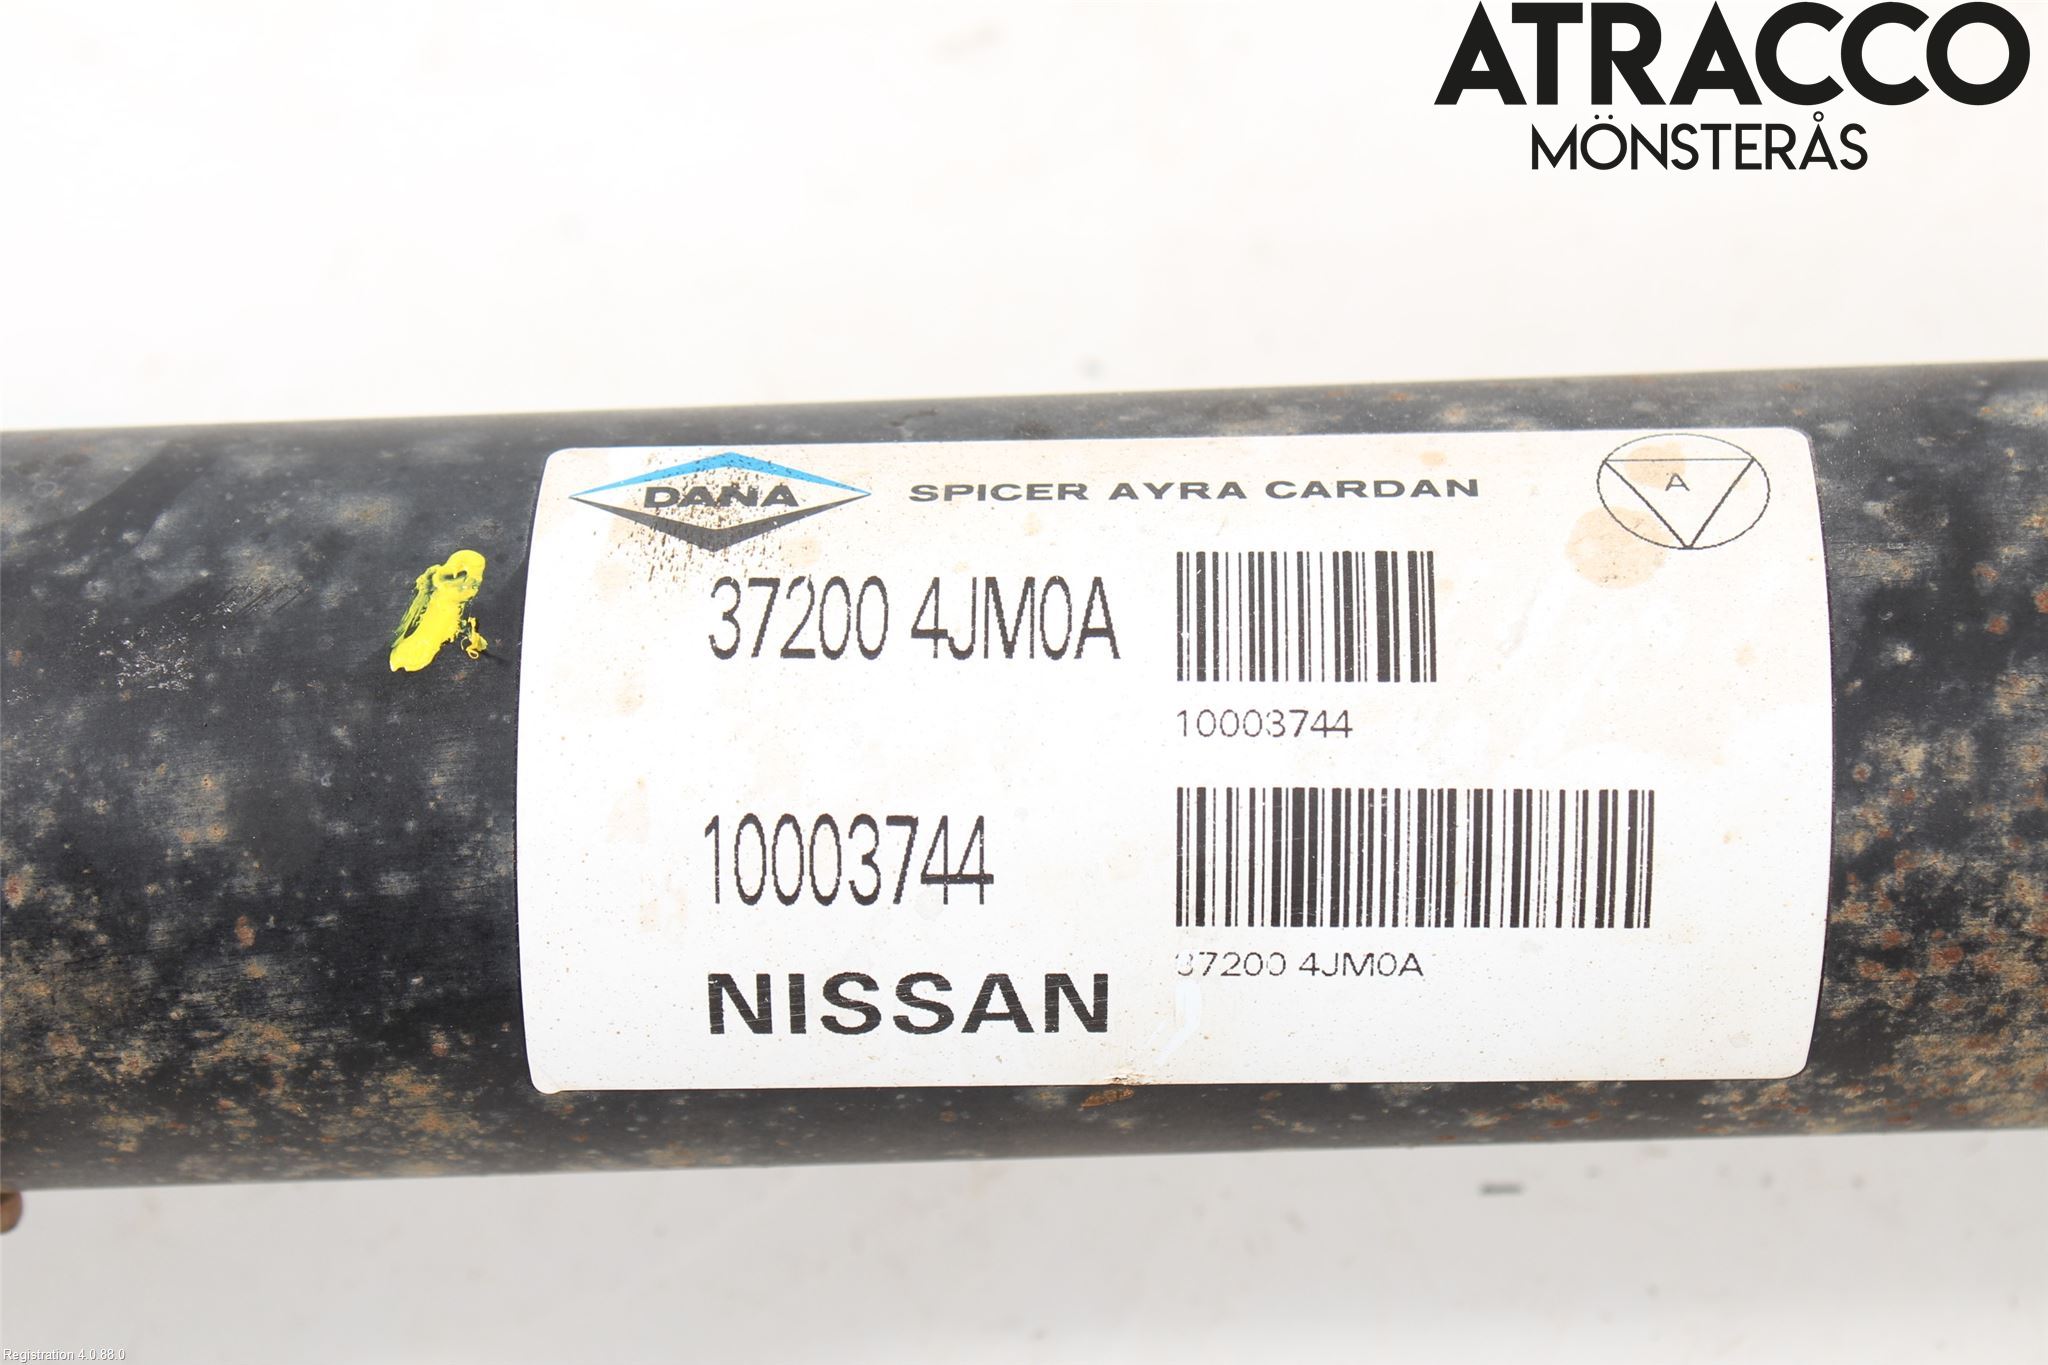 ATRACCO
MÖNSTERÅS
DANA SPICER AYRA CARDAN
A
37200 4JM0A
10003744
10003744
37200 4JM0A
NISSAN
Registration 4.0.88.0